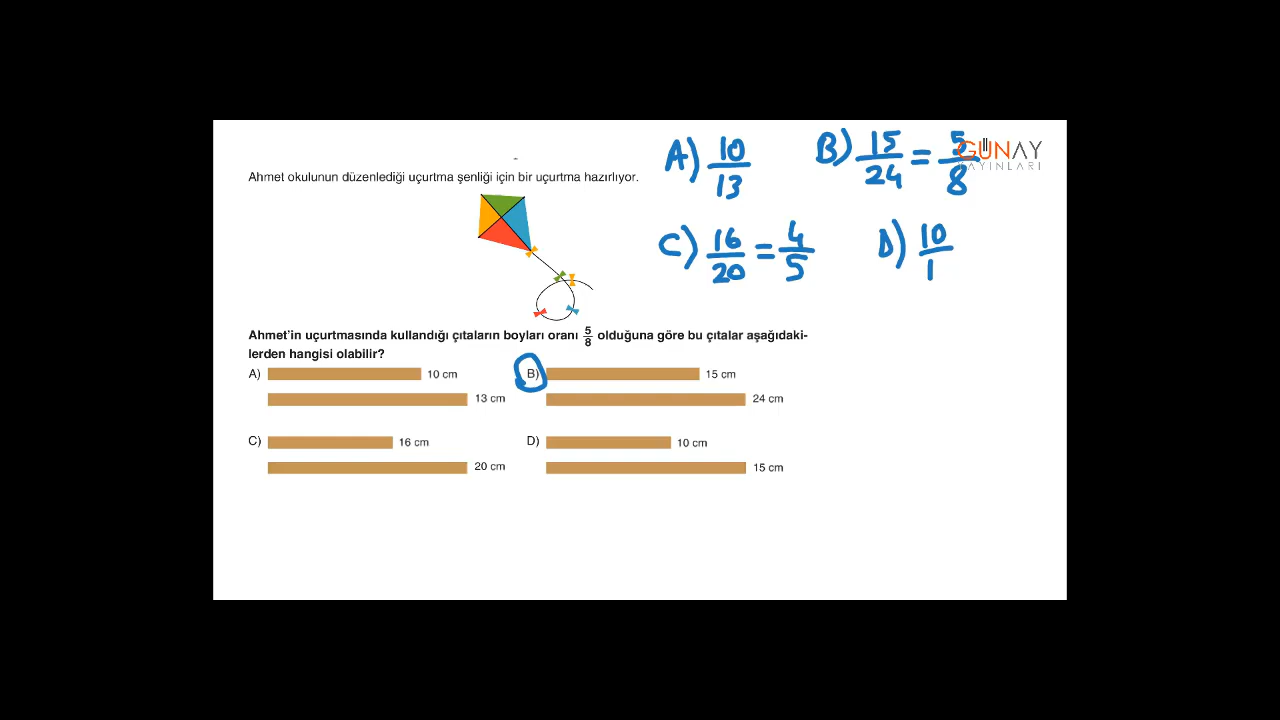 A) 10/13
B) 15/24 = 5/8
GÜNAY
YAYINLARI
Ahmet okulunun düzenlediği uçurtma şenliği için bir uçurtma hazırlıyor.
C) 16/20 = 4/5
D) 10/1
Ahmet'in uçurtmasında kullandığı çıtaların boyları oranı 5/8 olduğuna göre bu çıtalar aşağıdaki-
lerden hangisi olabilir?
A) 10 cm
13 cm
B) 15 cm
24 cm
C) 16 cm
20 cm
D) 10 cm
15 cm